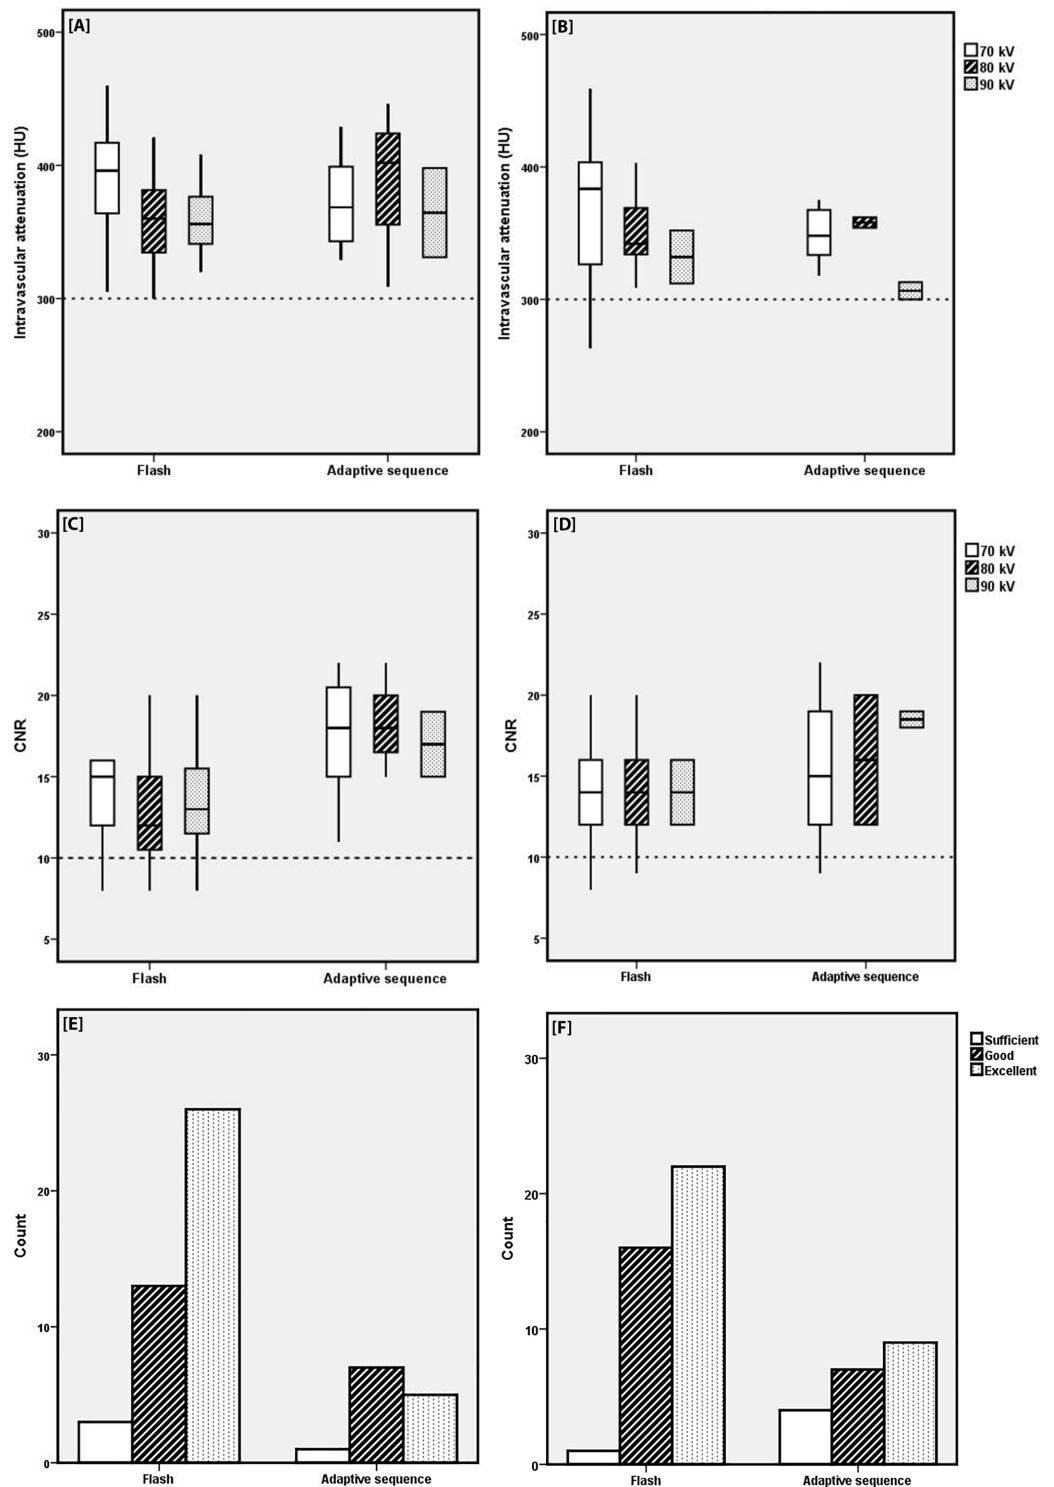 [A]
500
400
300
200
Intravascular attenuation (HU)
Flash
Adaptive sequence
[B]
500
400
300
200
Intravascular attenuation (HU)
Flash
Adaptive sequence
70 kV
80 kV
90 kV
[C]
30
25
20
15
10
5
CNR
Flash
Adaptive sequence
[D]
30
25
20
15
10
5
CNR
Flash
Adaptive sequence
70 kV
80 kV
90 kV
[E]
30
20
10
0
Count
Flash
Adaptive sequence
[F]
30
20
10
0
Count
Flash
Adaptive sequence
Sufficient
Good
Excellent